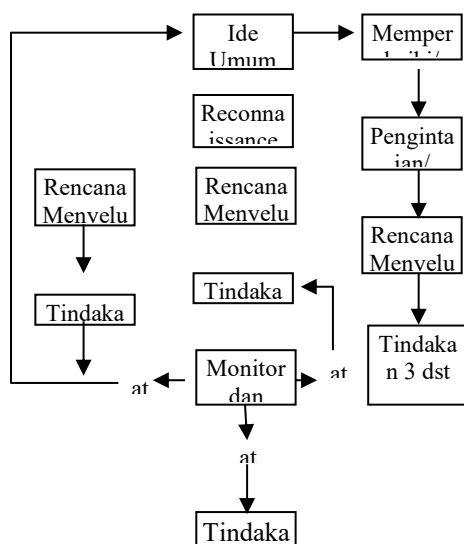 Ide
Umum
Memper
Reconna
issance
Penginta
jan/
Rencana
Menyelu
Rencana
Menyelu
Rencana
Menyelu
Tindaka
Tindaka
Tindaka
n 3 dst
at
Monitor
dan
at
at
Tindaka